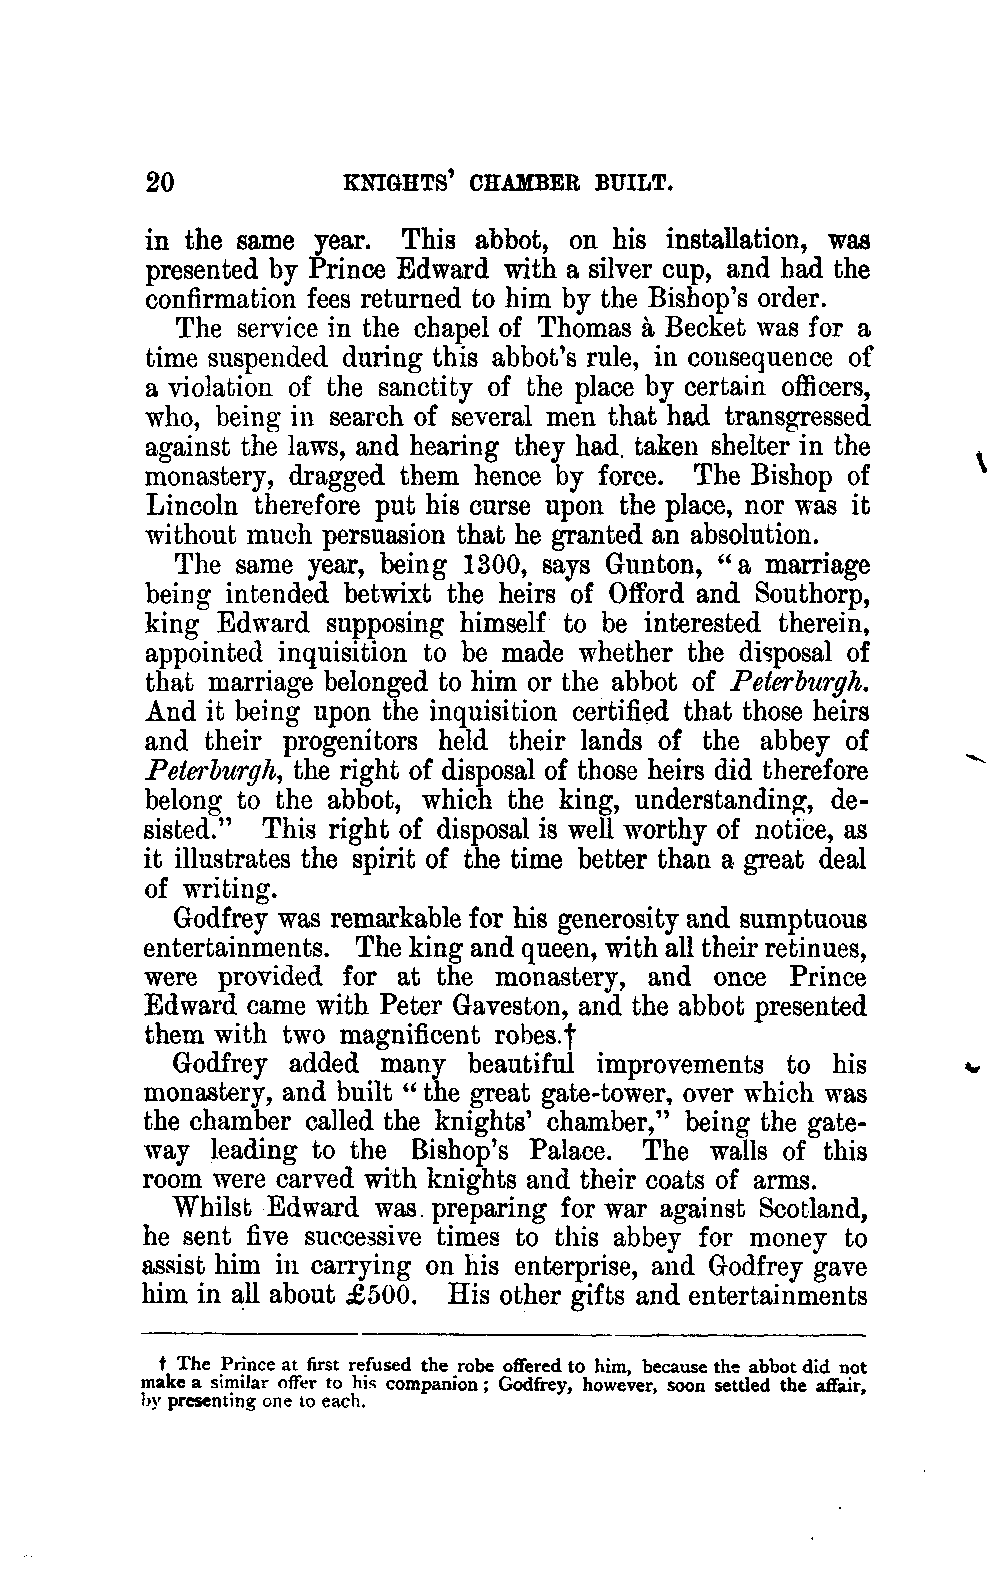 20 KNIGHTS' CHAMBER BUILT.
in the same year. This abbot, on his installation, was
presented by Prince Edward with a silver cup, and had the
confirmation fees returned to him by the Bishop's order.
The service in the chapel of Thomas à Becket was for a
time suspended during this abbot's rule, in consequence of
a violation of the sanctity of the place by certain officers,
who, being in search of several men that had transgressed
against the laws, and hearing they had. taken shelter in the
monastery, dragged them hence by force. The Bishop of
Lincoln therefore put his curse upon the place, nor was it
without much persuasion that he granted an absolution.
The same year, being 1300, says Gunton, "a marriage
being intended betwixt the heirs of Offord and Southorp,
king Edward supposing himself to be interested therein,
appointed inquisition to be made whether the disposal of
that marriage belonged to him or the abbot of Peterburgh.
And it being upon the inquisition certified that those heirs
and their progenitors held their lands of the abbey of
Peterburgh, the right of disposal of those heirs did therefore
belong to the abbot, which the king, understanding, de-
sisted." This right of disposal is well worthy of notice, as
it illustrates the spirit of the time better than a great deal
of writing.
Godfrey was remarkable for his generosity and sumptuous
entertainments. The king and queen, with all their retinues,
were provided for at the monastery, and once Prince
Edward came with Peter Gaveston, and the abbot presented
them with two magnificent robes.†
Godfrey added many beautiful improvements to his
monastery, and built "the great gate-tower, over which was
the chamber called the knights' chamber," being the gate-
way leading to the Bishop's Palace. The walls of this
room were carved with knights and their coats of arms.
Whilst Edward was. preparing for war against Scotland,
he sent five successive times to this abbey for money to
assist him in carrying on his enterprise, and Godfrey gave
him in all about £500. His other gifts and entertainments
† The Prince at first refused the robe offered to him, because the abbot did not
make a similar offer to his companion; Godfrey, however, soon settled the affair,
by presenting one to each.